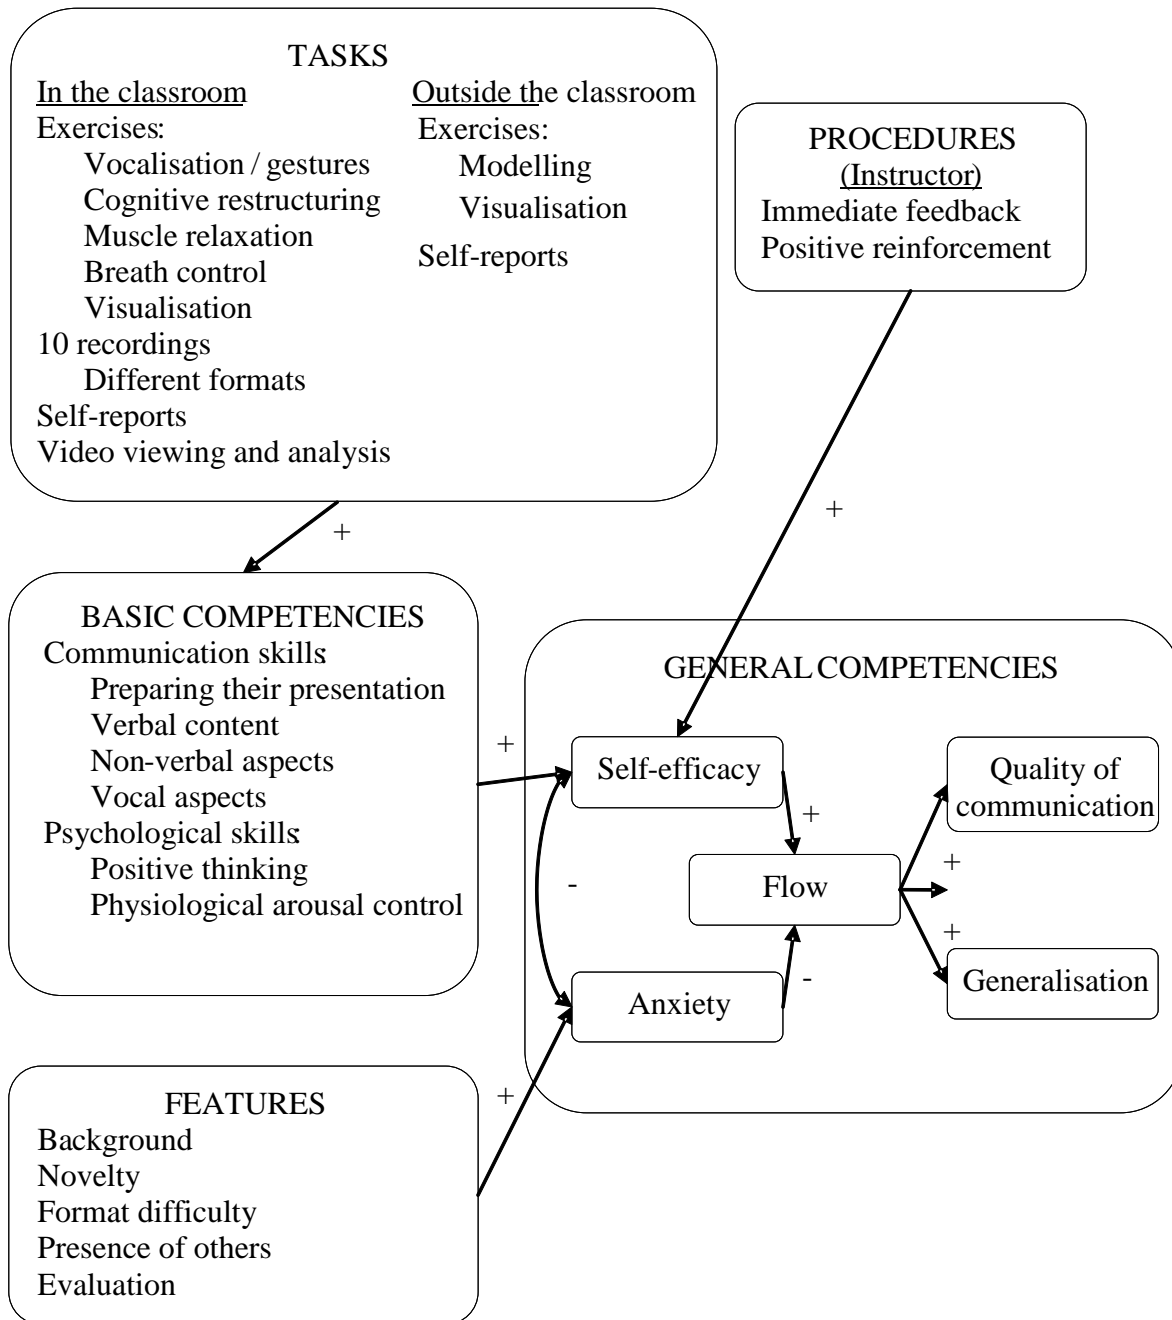 TASKS
In the classroom
Exercises:
Vocalisation / gestures
Cognitive restructuring
Muscle relaxation
Breath control
Visualisation
10 recordings
Different formats
Self-reports
Video viewing and analysis
Outside the classroom
Exercises:
Modelling
Visualisation
Self-reports
PROCEDURES
(Instructor)
Immediate feedback
Positive reinforcement
+
+
BASIC COMPETENCIES
Communication skills:
Preparing their presentation
Verbal content
Non-verbal aspects
Vocal aspects
Psychological skills:
Positive thinking
Physiological arousal control
+
GENERAL COMPETENCIES
Self-efficacy
+
-
Flow
-
Anxiety
Quality of
communication
+
+
Generalisation
+
FEATURES
Background
Novelty
Format difficulty
Presence of others
Evaluation